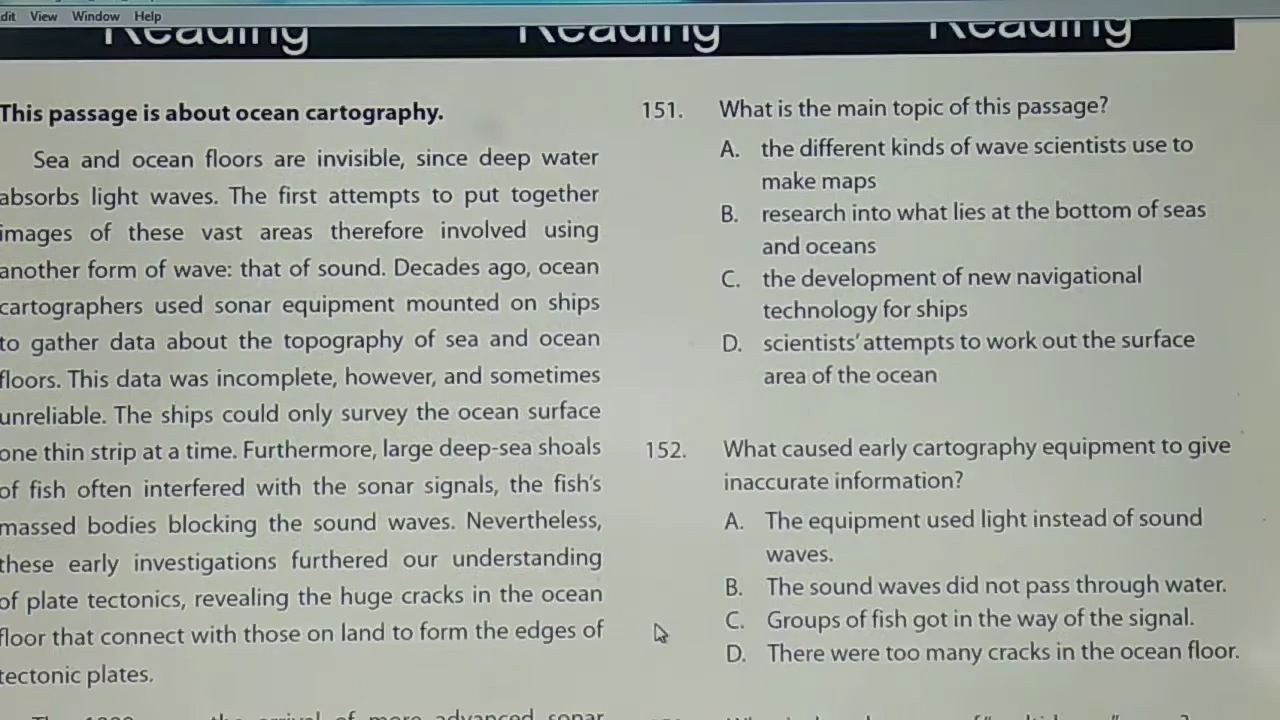 dit View Window Help
Reading Reading Reading
This passage is about ocean cartography.
Sea and ocean floors are invisible, since deep water
absorbs light waves. The first attempts to put together
images of these vast areas therefore involved using
another form of wave: that of sound. Decades ago, ocean
cartographers used sonar equipment mounted on ships
to gather data about the topography of sea and ocean
floors. This data was incomplete, however, and sometimes
unreliable. The ships could only survey the ocean surface
one thin strip at a time. Furthermore, large deep-sea shoals
of fish often interfered with the sonar signals, the fish's
massed bodies blocking the sound waves. Nevertheless,
these early investigations furthered our understanding
of plate tectonics, revealing the huge cracks in the ocean
floor that connect with those on land to form the edges of
tectonic plates.
the arrival of more advanced sonar
151. What is the main topic of this passage?
A. the different kinds of wave scientists use to
make maps
B. research into what lies at the bottom of seas
and oceans
C. the development of new navigational
technology for ships
D. scientists' attempts to work out the surface
area of the ocean
152. What caused early cartography equipment to give
inaccurate information?
A. The equipment used light instead of sound
waves.
B. The sound waves did not pass through water.
C. Groups of fish got in the way of the signal.
D. There were too many cracks in the ocean floor.